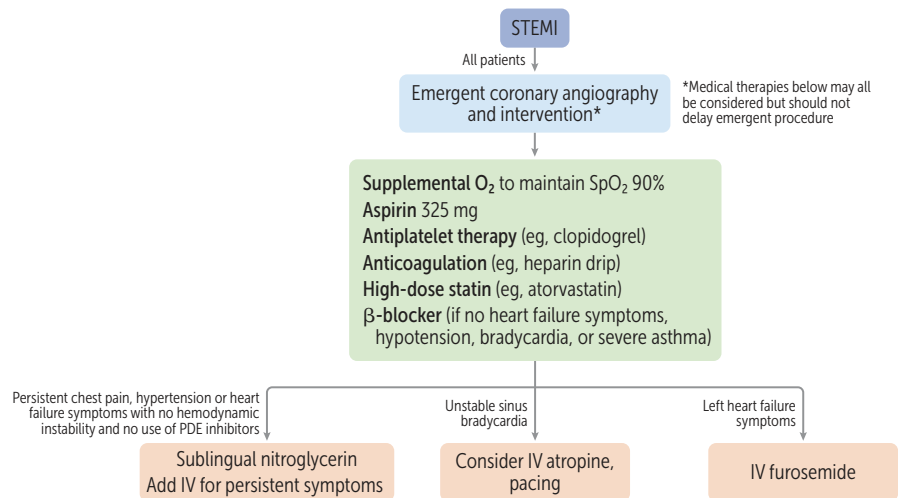 STEMI
All patients
Emergent coronary angiography
and intervention*
*Medical therapies below may all
be considered but should not
delay emergent procedure
Supplemental O₂ to maintain SpO₂ 90%
Aspirin 325 mg
Antiplatelet therapy (eg, clopidogrel)
Anticoagulation (eg, heparin drip)
High-dose statin (eg, atorvastatin)
β-blocker (if no heart failure symptoms,
hypotension, bradycardia, or severe asthma)
Persistent chest pain, hypertension or heart
failure symptoms with no hemodynamic
instability and no use of PDE inhibitors
Sublingual nitroglycerin
Add IV for persistent symptoms
Unstable sinus
bradycardia
Consider IV atropine,
pacing
Left heart failure
symptoms
IV furosemide